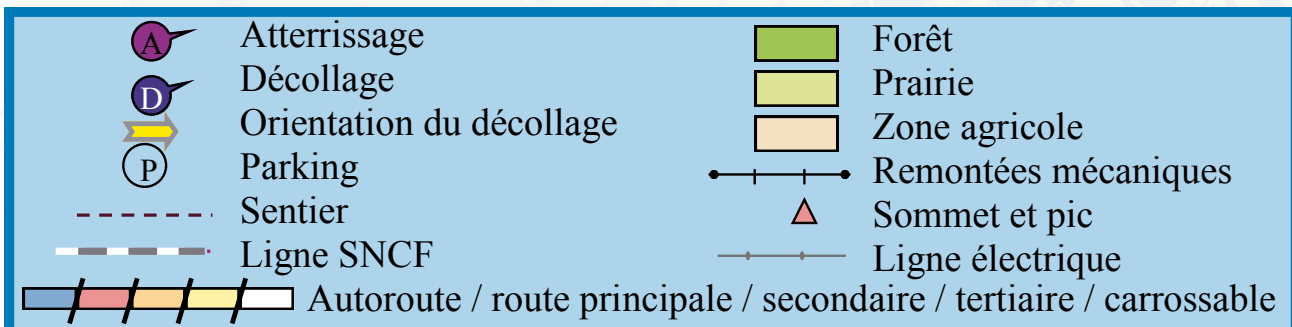 A Atterrissage
D Décollage
Orientation du décollage
P Parking
Sentier
Ligne SNCF
Forêt
Prairie
Zone agricole
Remontées mécaniques
Sommet et pic
Ligne électrique
Autoroute / route principale / secondaire / tertiaire / carrossable